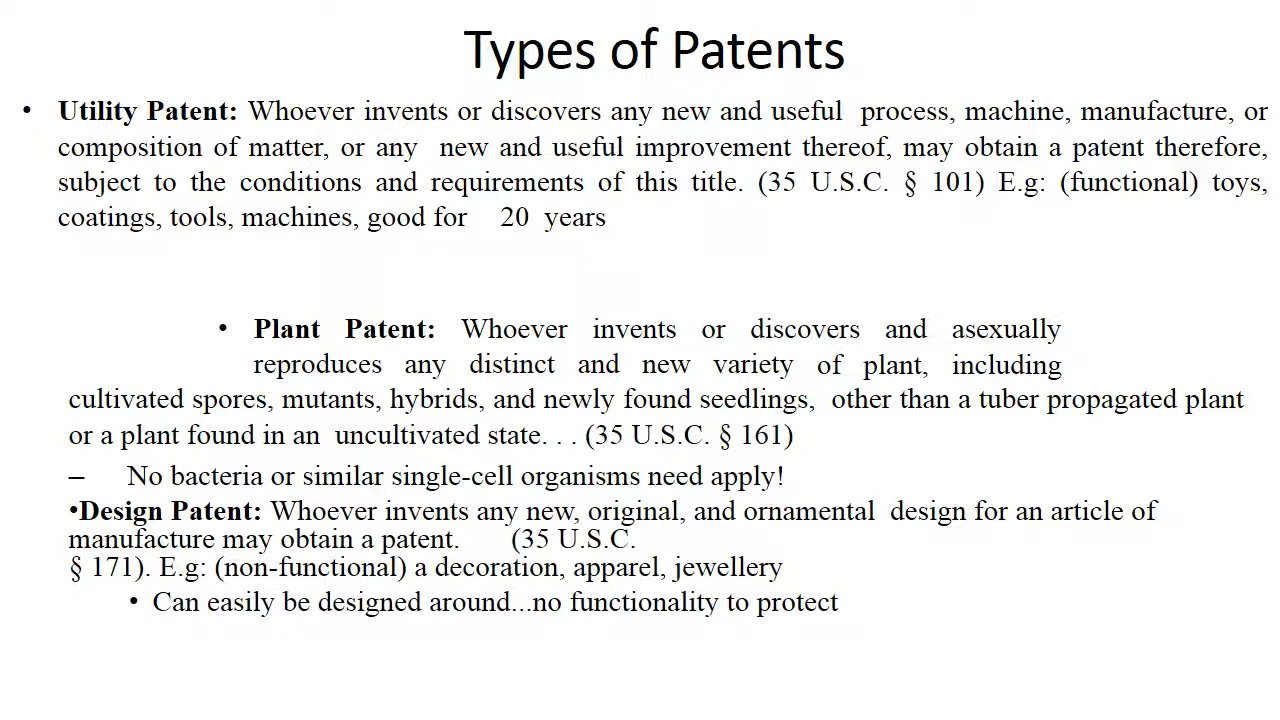 Types of Patents
• Utility Patent: Whoever invents or discovers any new and useful process, machine, manufacture, or
composition of matter, or any new and useful improvement thereof, may obtain a patent therefore,
subject to the conditions and requirements of this title. (35 U.S.C. § 101) E.g: (functional) toys,
coatings, tools, machines, good for 20 years
• Plant Patent: Whoever invents or discovers and asexually
reproduces any distinct and new variety of plant, including
cultivated spores, mutants, hybrids, and newly found seedlings, other than a tuber propagated plant
or a plant found in an uncultivated state. . . (35 U.S.C. § 161)
– No bacteria or similar single-cell organisms need apply!
•Design Patent: Whoever invents any new, original, and ornamental design for an article of
manufacture may obtain a patent. (35 U.S.C.
§ 171). E.g: (non-functional) a decoration, apparel, jewellery
• Can easily be designed around...no functionality to protect